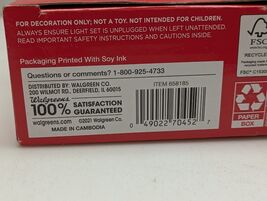 FOR DECORATION ONLY; NOT A TOY. NOT INTENDED FOR CHILDREN.
ALWAYS ENSURE LIGHT SET IS UNPLUGGED WHEN LEFT UNATTENDED.
READ IMPORTANT SAFETY INSTRUCTIONS AND CAUTIONS INSIDE.
Packaging Printed With Soy Ink
Questions or comments? 1-800-925-4733
DISTRIBUTED BY: WALGREEN CO.
200 WILMOT RD., DEERFIELD, IL 60015
Walgreens
100% SATISFACTION
GUARANTEED
walgreens.com ©2021 Walgreen Co.
MADE IN CAMBODIA
ITEM 658185
0 49022 70452 7
FSC
PAPER
BOX